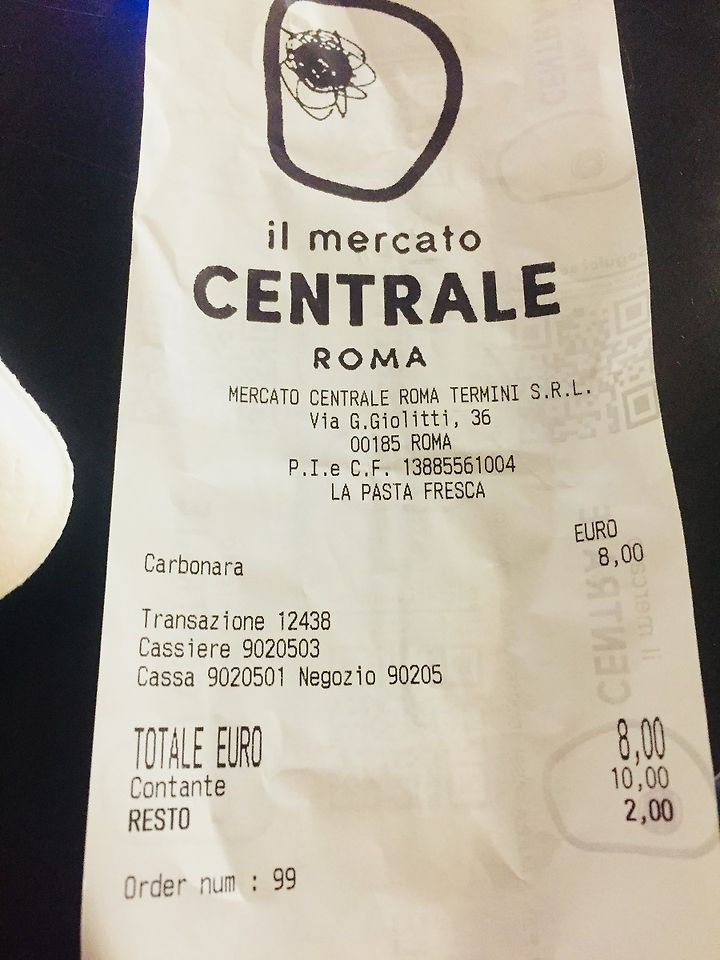 il mercato
CENTRALE
ROMA
MERCATO CENTRALE ROMA TERMINI S.R.L.
Via G.Giolitti, 36
00185 ROMA
P.I.e C.F. 13885561004
LA PASTA FRESCA
EURO
Carbonara 8,00
Transazione 12438
Cassiere 9020503
Cassa 9020501 Negozio 90205
TOTALE EURO 8,00
Contante 10,00
RESTO 2,00
Order num : 99